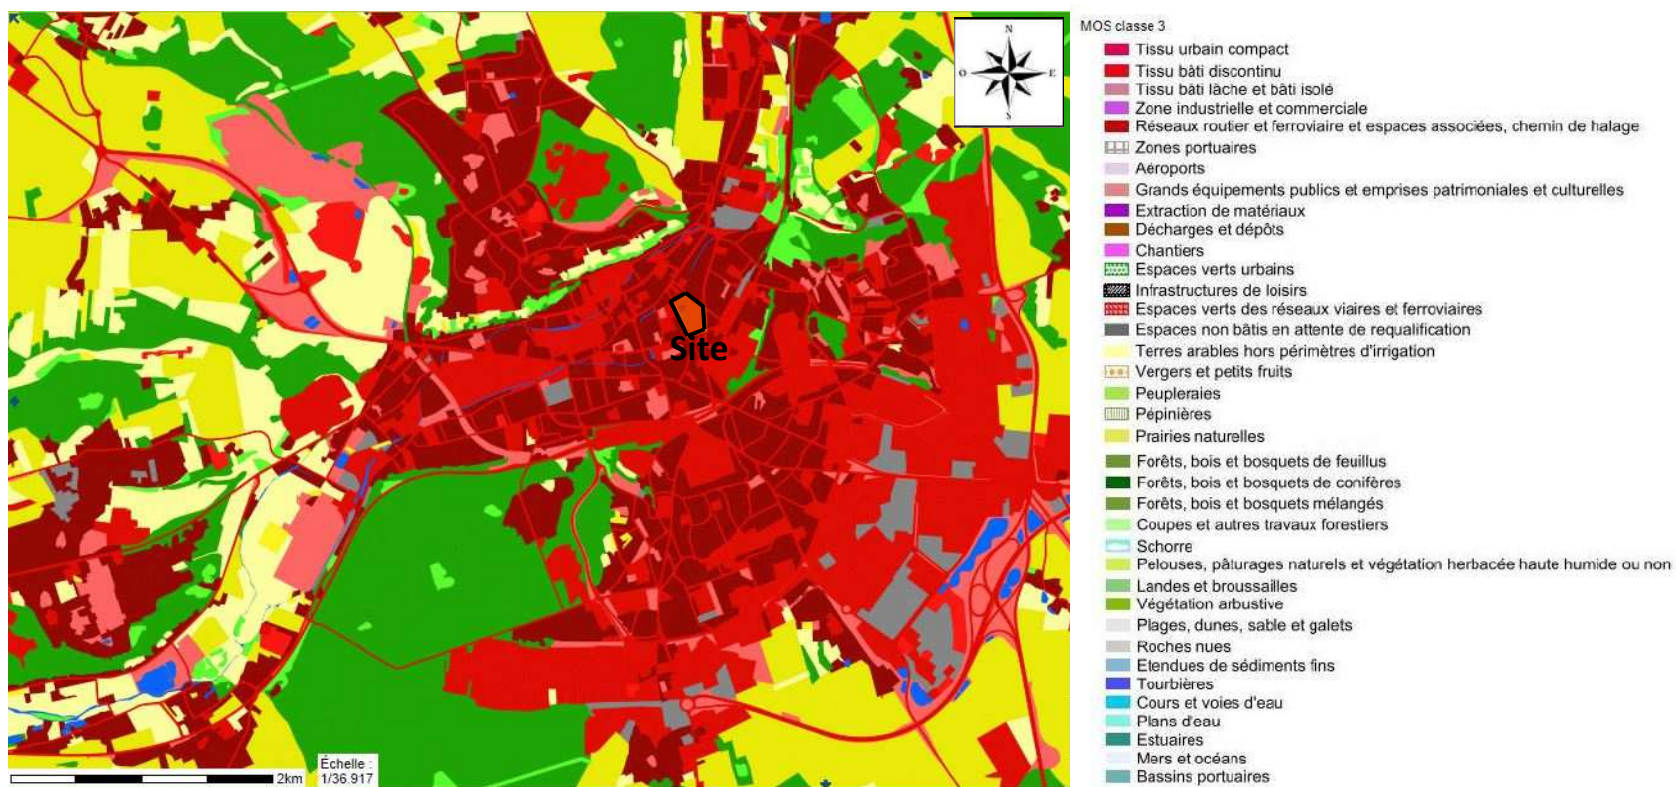 N
O
E
S
Site
Échelle :
1/36.917
2km
MOS classe 3
Tissu urbain compact
Tissu bâti discontinu
Tissu bâti lâche et bâti isolé
Zone industrielle et commerciale
Réseaux routier et ferroviaire et espaces associées, chemin de halage
Zones portuaires
Aéroports
Grands équipements publics et emprises patrimoniales et culturelles
Extraction de matériaux
Décharges et dépôts
Chantiers
Espaces verts urbains
Infrastructures de loisirs
Espaces verts des réseaux viaires et ferroviaires
Espaces non bâtis en attente de requalification
Terres arables hors périmètres d'irrigation
Vergers et petits fruits
Peupleraies
Pépinières
Prairies naturelles
Forêts, bois et bosquets de feuillus
Forêts, bois et bosquets de conifères
Forêts, bois et bosquets mélangés
Coupes et autres travaux forestiers
Schorre
Pelouses, pâturages naturels et végétation herbacée haute humide ou non
Landes et broussailles
Végétation arbustive
Plages, dunes, sable et galets
Roches nues
Etendues de sédiments fins
Tourbières
Cours et voies d'eau
Plans d'eau
Estuaires
Mers et océans
Bassins portuaires